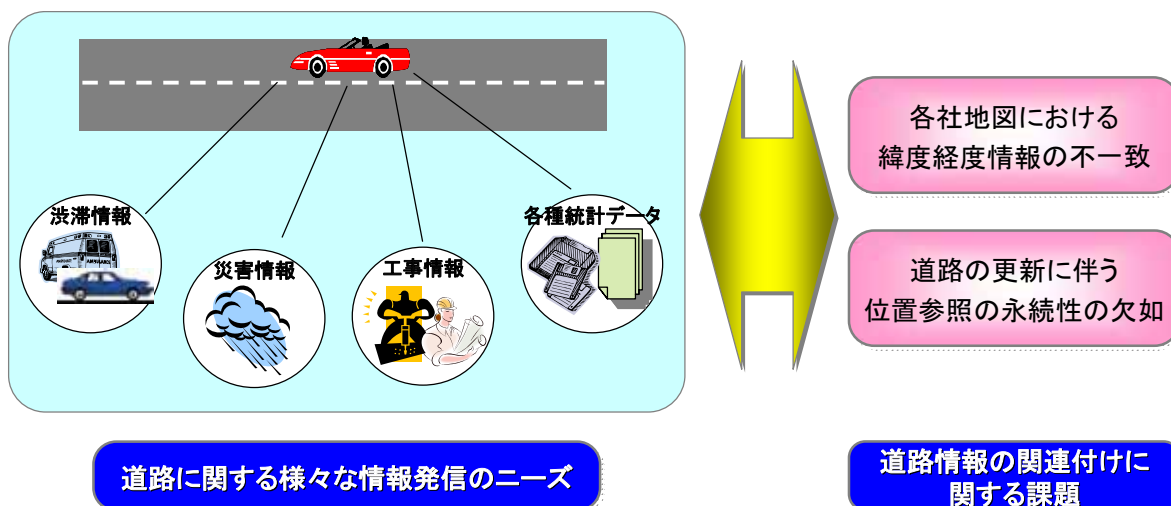 渋滞情報
災害情報
工事情報
各種統計データ
各社地図における
緯度経度情報の不一致
道路の更新に伴う
位置参照の永続性の欠如
道路に関する様々な情報発信のニーズ
道路情報の関連付けに
関する課題